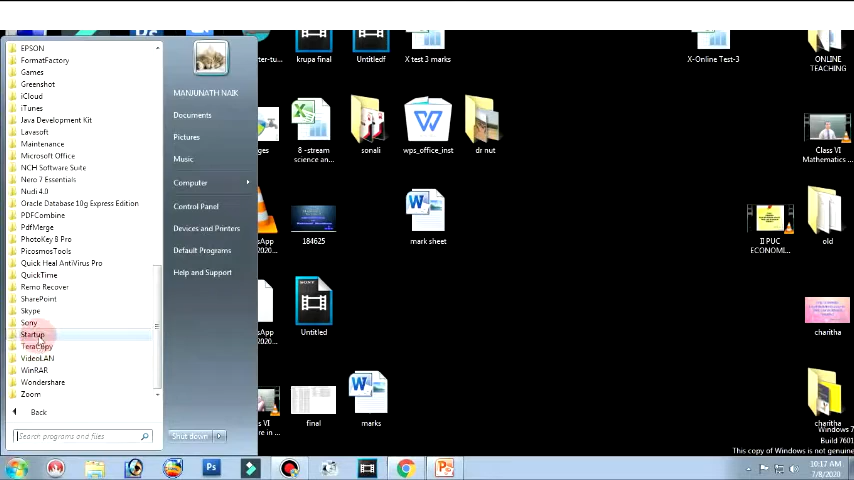 EPSON
FormatFactory
Games
Greenshot
iCloud
iTunes
Java Development Kit
Lavasoft
Maintenance
Microsoft Office
NCH Software Suite
Nero 7 Essentials
Nudi 4.0
Oracle Database 10g Express Edition
PDFCombine
PdfMerge
PhotoKey 8 Pro
PicosmosTools
Quick Heal AntiVirus Pro
QuickTime
Remo Recover
SharePoint
Skype
Sony
Startup
TeraCopy
VideoLAN
WinRAR
Wondershare
Zoom
Back
Search programs and files
MANJUNATH NAIK
Documents
Pictures
Music
Computer
Control Panel
Devices and Printers
Default Programs
Help and Support
Shut down
krupa final
Untitledf
X test 3 marks
X-Online Test-3
ONLINE
TEACHING
8 -stream
science an...
sonali
wps_office_inst
dr nut
Class VI
Mathematics ...
2020...
184625
mark sheet
II PUC
ECONOMI...
old
2020...
SONY
Untitled
charitha
final
marks
charitha
Windows 7
Build 7601
This copy of Windows is not genuine
Ps
10:17 AM
7/8/2020